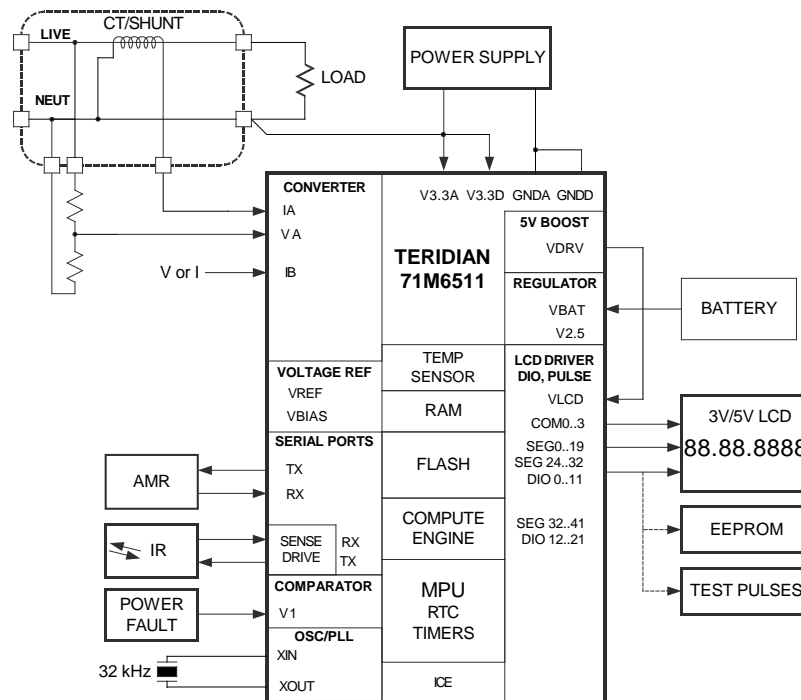 CT/SHUNT
LIVE
LOAD
NEUT
POWER SUPPLY
CONVERTER
IA
VA
IB
V or I
V3.3A V3.3D GNDA GNDD
TERIDIAN
71M6511
5V BOOST
VDRV
REGULATOR
VBAT
V2.5
BATTERY
VOLTAGE REF
VREF
VBIAS
TEMP
SENSOR
RAM
LCD DRIVER
DIO, PULSE
VLCD
COM0..3
SEG0..19
SEG 24..32
DIO 0..11
SEG 32..41
DIO 12..21
3V/5V LCD
88.88.8888
SERIAL PORTS
TX
RX
AMR
FLASH
COMPUTE
ENGINE
EEPROM
IR
SENSE
DRIVE
RX
TX
TEST PULSES
COMPARATOR
V1
POWER
FAULT
MPU
RTC
TIMERS
OSC/PLL
XIN
XOUT
32 kHz
ICE